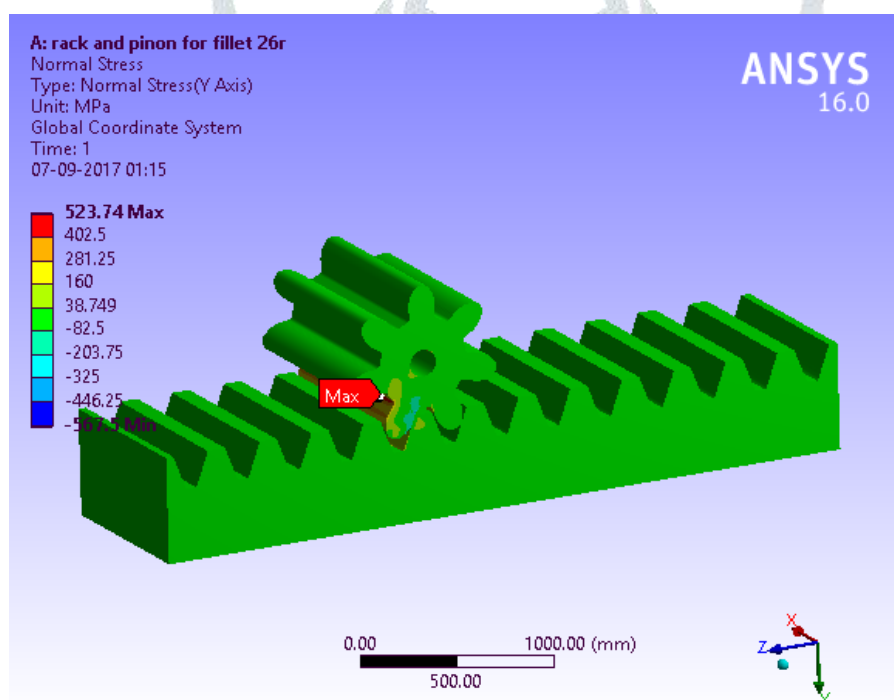 A: rack and pinon for fillet 26r
Normal Stress
Type: Normal Stress(Y Axis)
Unit: MPa
Global Coordinate System
Time: 1
07-09-2017 01:15
ANSYS
16.0
523.74 Max
402.5
281.25
160
38.749
-82.5
-203.75
-325
-446.25
-567.5 Min
Max
0.00 1000.00 (mm)
500.00
X
Z
Y